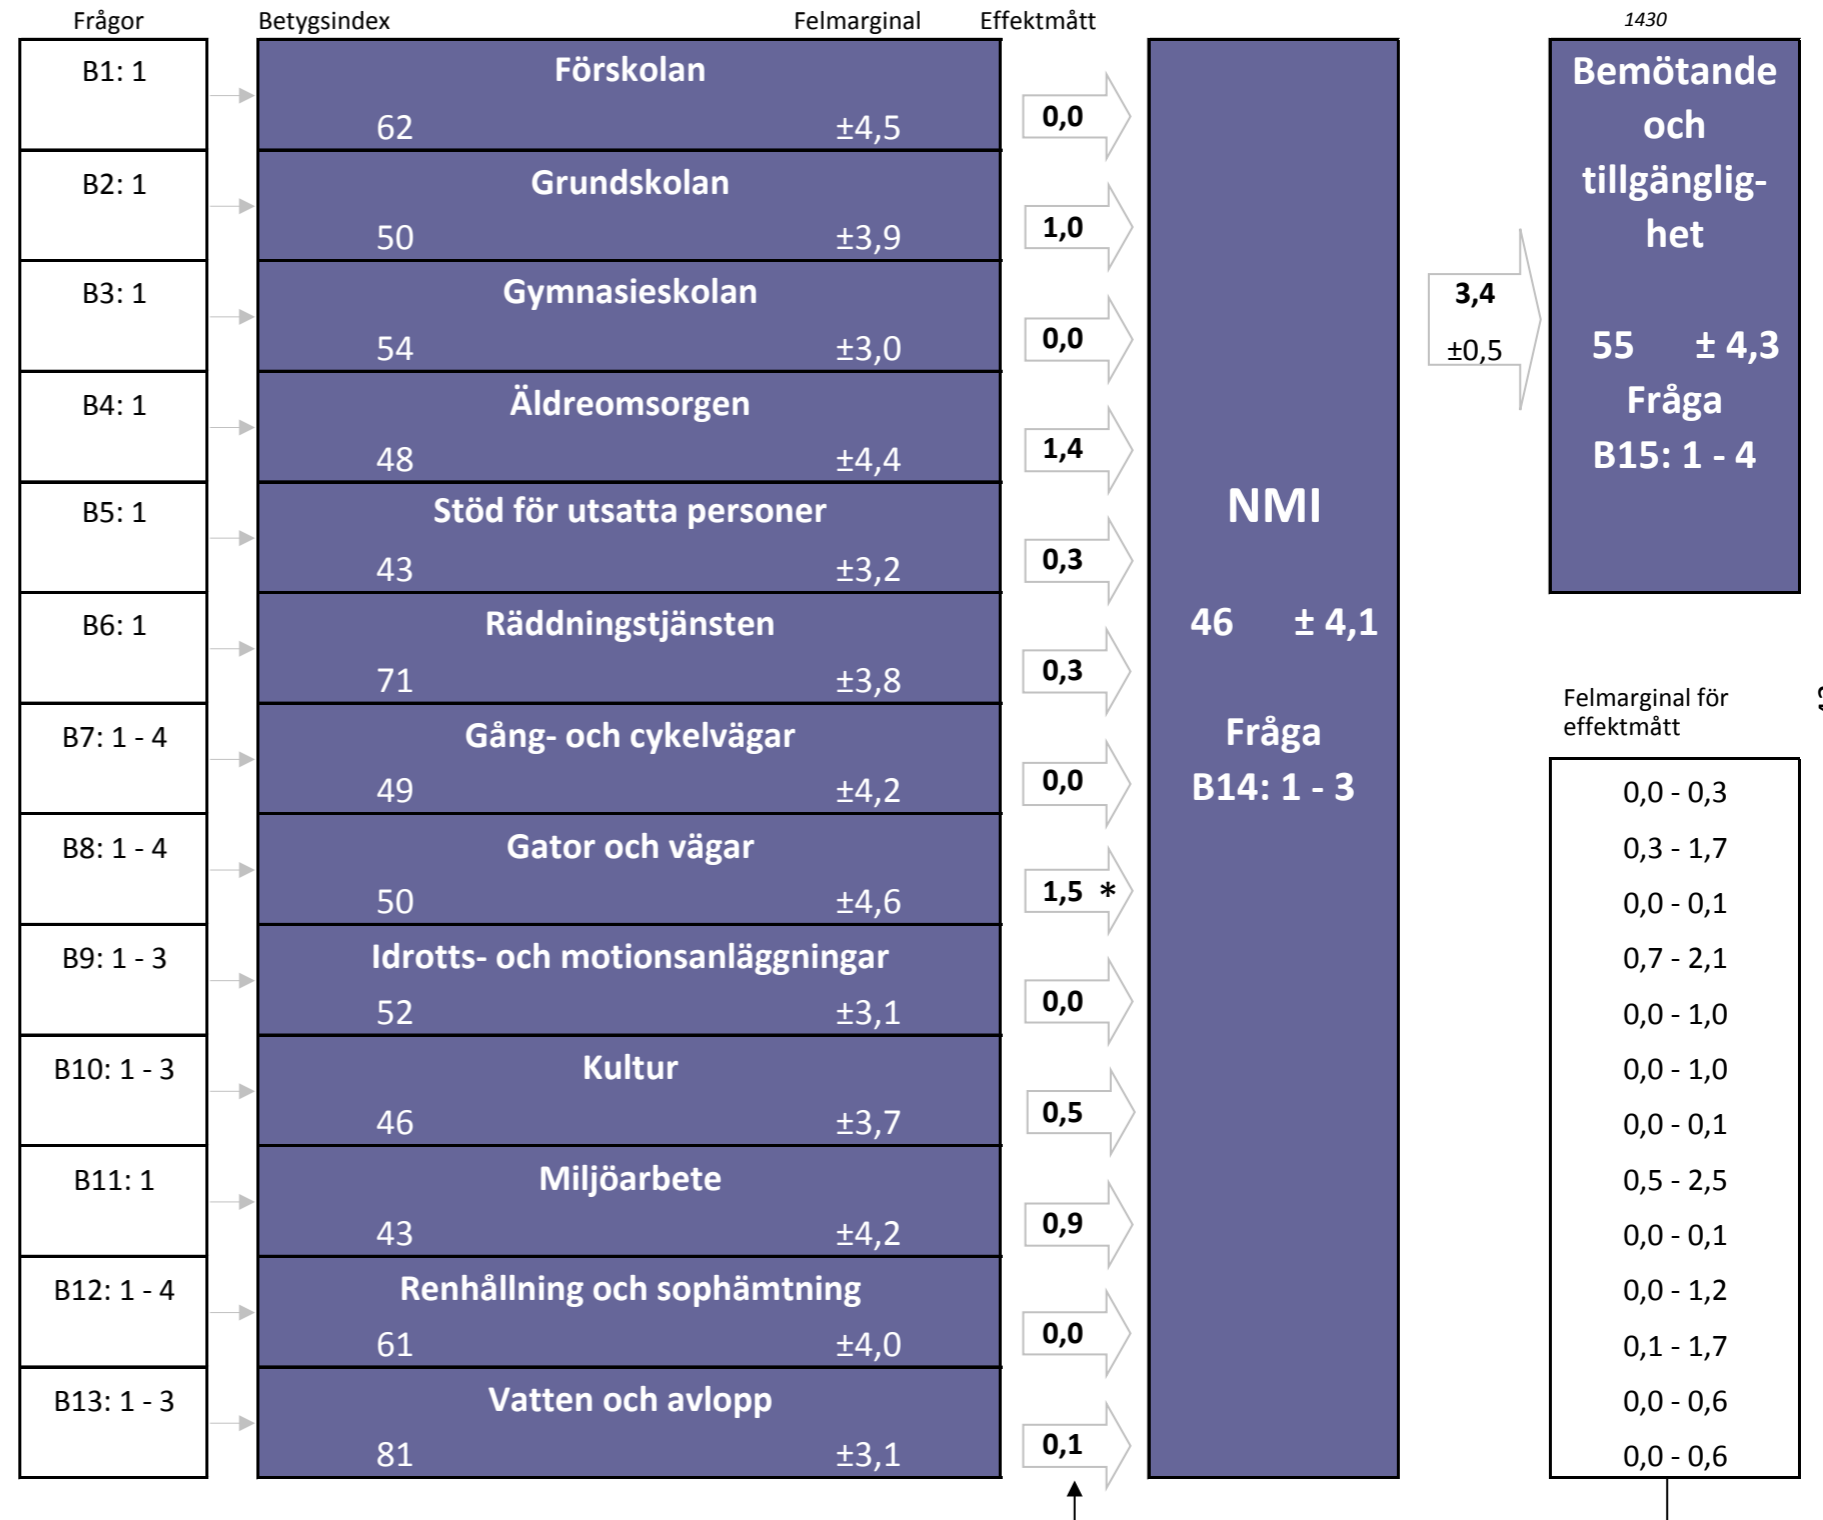 Frågor Betygsindex Felmarginal Effektmått 1430
B1: 1
Förskolan
62 ±4,5
0,0
B2: 1
Grundskolan
50 ±3,9
1,0
B3: 1
Gymnasieskolan
54 ±3,0
0,0
B4: 1
Äldreomsorgen
48 ±4,4
1,4
B5: 1
Stöd för utsatta personer
43 ±3,2
0,3
B6: 1
Räddningstjänsten
71 ±3,8
0,3
B7: 1 - 4
Gång- och cykelvägar
49 ±4,2
0,0
B8: 1 - 4
Gator och vägar
50 ±4,6
1,5 *
B9: 1 - 3
Idrotts- och motionsanläggningar
52 ±3,1
0,0
B10: 1 - 3
Kultur
46 ±3,7
0,5
B11: 1
Miljöarbete
43 ±4,2
0,9
B12: 1 - 4
Renhållning och sophämtning
61 ±4,0
0,0
B13: 1 - 3
Vatten och avlopp
81 ±3,1
0,1
NMI
46 ± 4,1
Fråga
B14: 1 - 3
3,4
±0,5
Bemötande
och
tillgänglig-
het
55 ± 4,3
Fråga
B15: 1 - 4
Felmarginal för
effektmått
0,0 - 0,3
0,3 - 1,7
0,0 - 0,1
0,7 - 2,1
0,0 - 1,0
0,0 - 1,0
0,0 - 0,1
0,5 - 2,5
0,0 - 0,1
0,0 - 1,2
0,1 - 1,7
0,0 - 0,6
0,0 - 0,6